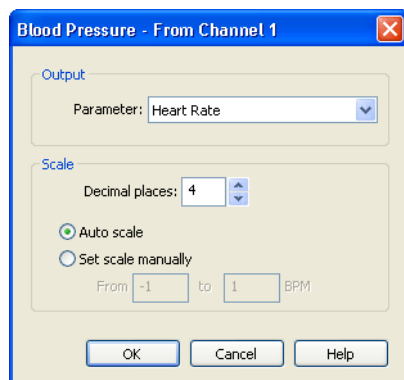 Blood Pressure - From Channel 1
Output
Parameter: Heart Rate
Scale
Decimal places: 4
Auto scale
Set scale manually
From -1 to 1 BPM
OK Cancel Help